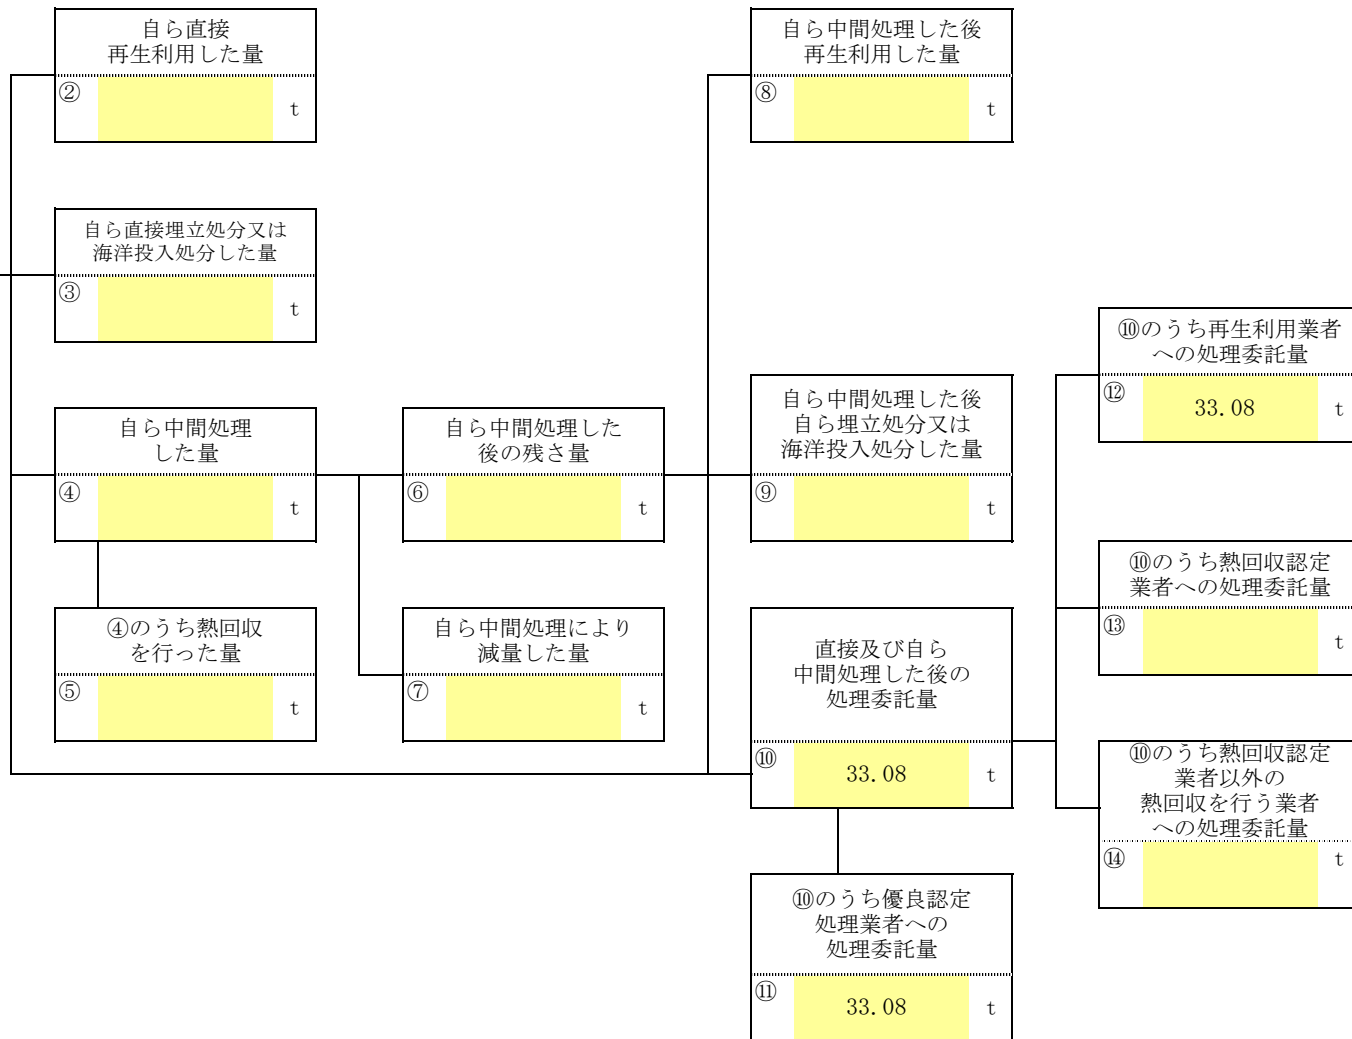 自ら直接
再生利用した量
②
t
自ら中間処理した後
再生利用した量
⑧
t
自ら直接埋立処分又は
海洋投入処分した量
③
t
⑩のうち再生利用業者
への処理委託量
⑫
33.08
t
自ら中間処理
した量
④
t
自ら中間処理した
後の残さ量
⑥
t
自ら中間処理した後
自ら埋立処分又は
海洋投入処分した量
⑨
t
⑩のうち熱回収認定
業者への処理委託量
⑬
t
④のうち熱回収
を行った量
⑤
t
自ら中間処理により
減量した量
⑦
t
直接及び自ら
中間処理した後の
処理委託量
⑩
33.08
t
⑩のうち熱回収認定
業者以外の
熱回収を行う業者
への処理委託量
⑭
t
⑩のうち優良認定
処理業者への
処理委託量
⑪
33.08
t